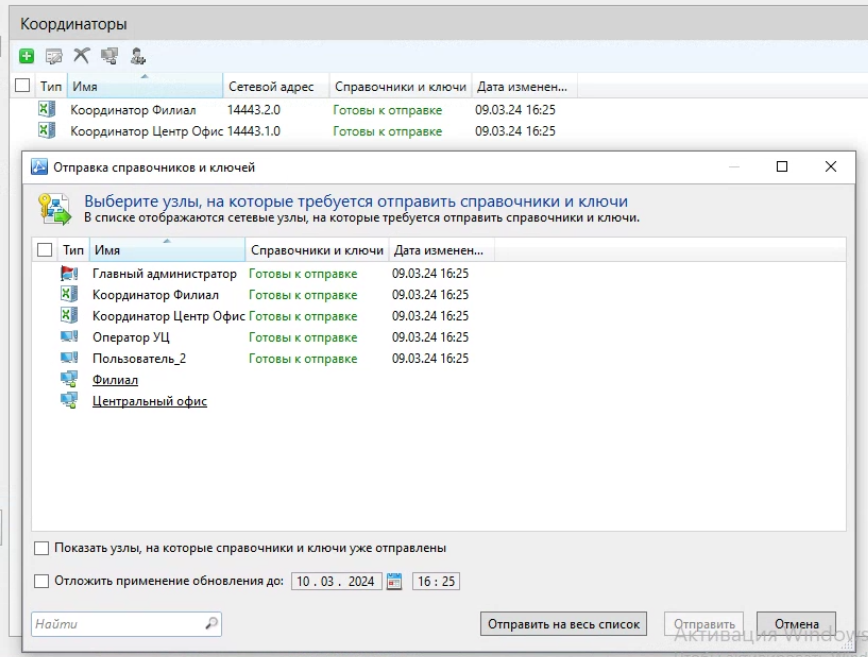 Координаторы
Тип Имя Сетевой адрес Справочники и ключи Дата изменен...
Координатор Филиал 14443.2.0 Готовы к отправке 09.03.24 16:25
Координатор Центр Офис 14443.1.0 Готовы к отправке 09.03.24 16:25
Отправка справочников и ключей
Выберите узлы, на которые требуется отправить справочники и ключи
В списке отображаются сетевые узлы, на которые требуется отправить справочники и ключи.
Тип Имя Справочники и ключи Дата изменен...
Главный администратор Готовы к отправке 09.03.24 16:25
Координатор Филиал Готовы к отправке 09.03.24 16:25
Координатор Центр Офис Готовы к отправке 09.03.24 16:25
Оператор УЦ Готовы к отправке 09.03.24 16:25
Пользователь_2 Готовы к отправке 09.03.24 16:25
Филиал
Центральный офис
Показать узлы, на которые справочники и ключи уже отправлены
Отложить применение обновления до: 10 . 03 . 2024 16 : 25
Найти Отправить на весь список Отправить Отмена
Активация Windows